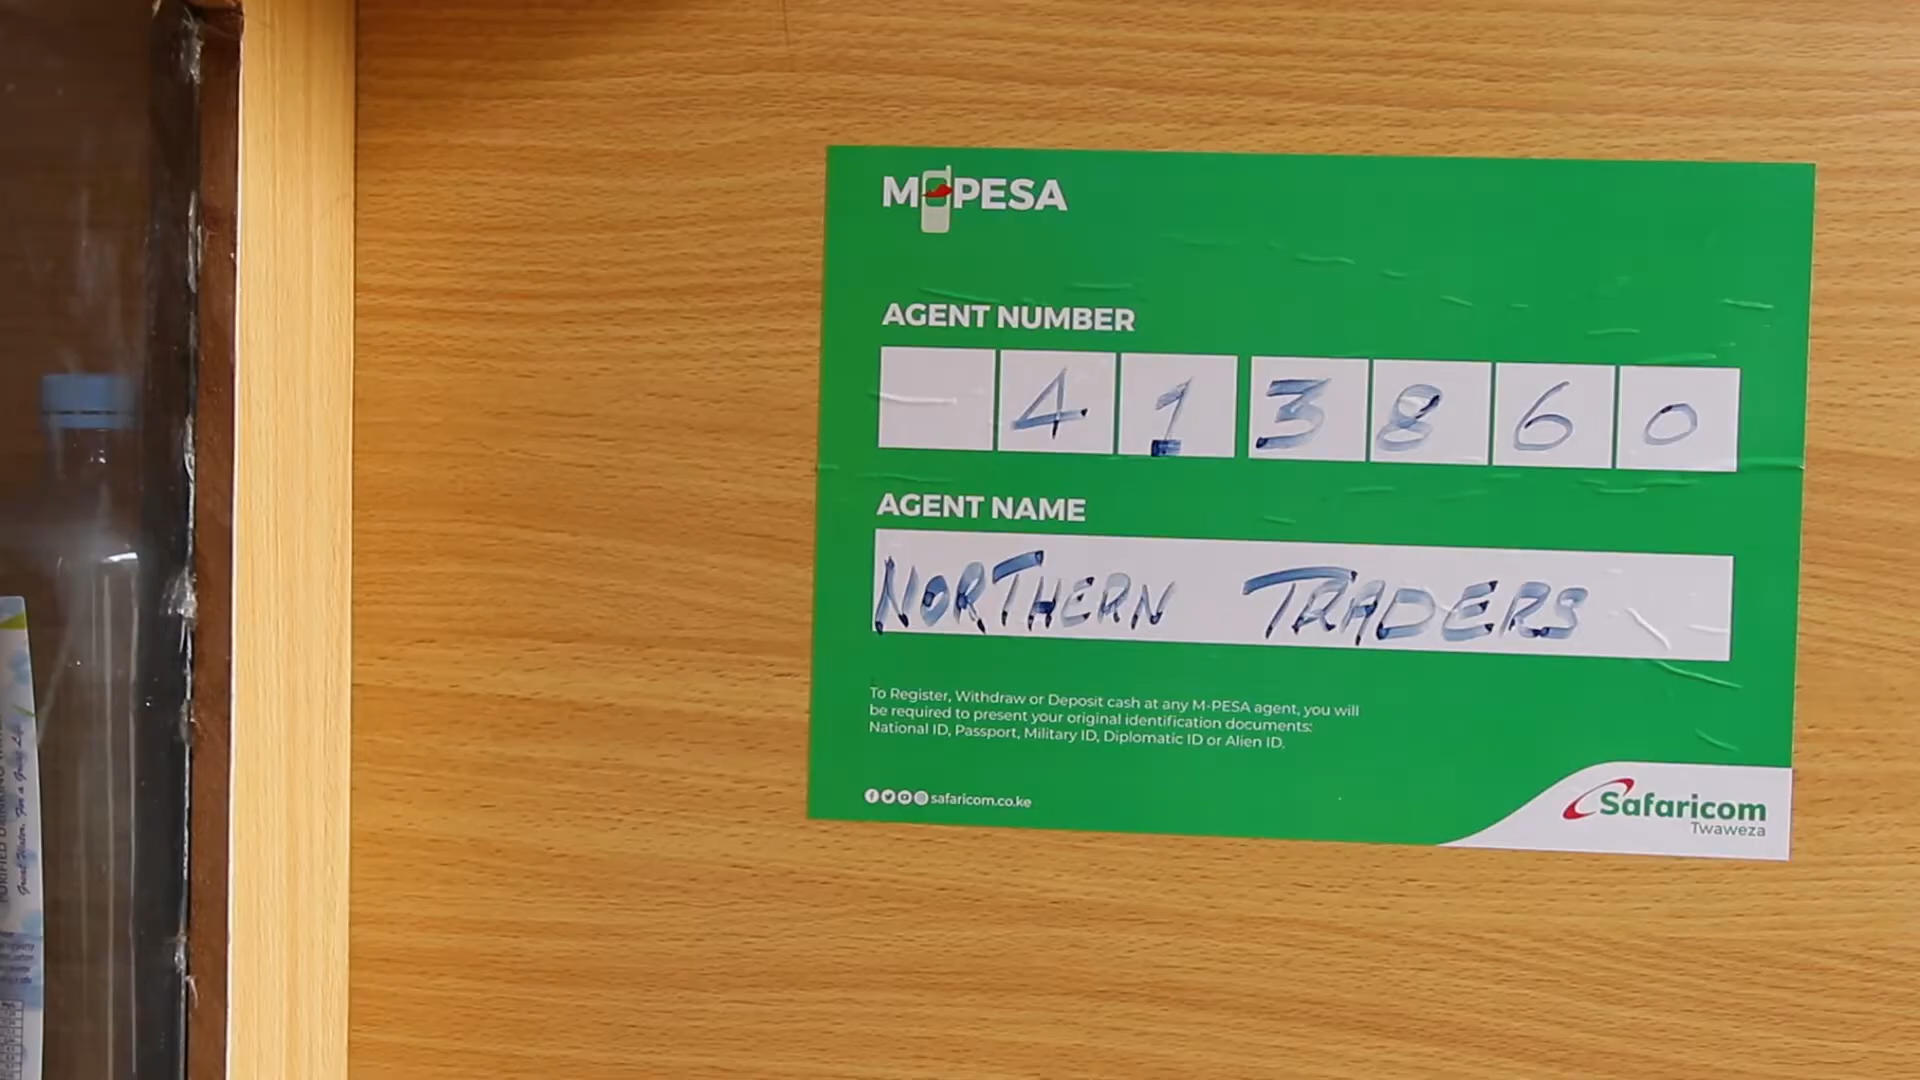 M-PESA
AGENT NUMBER
4 1 3 8 6 0
AGENT NAME
NORTHERN TRADERS
To Register, Withdraw or Deposit cash at any M-PESA agent, you will
be required to present your original identification documents:
National ID, Passport, Military ID, Diplomatic ID or Alien ID.
safaricom.co.ke
Safaricom
Twaweza